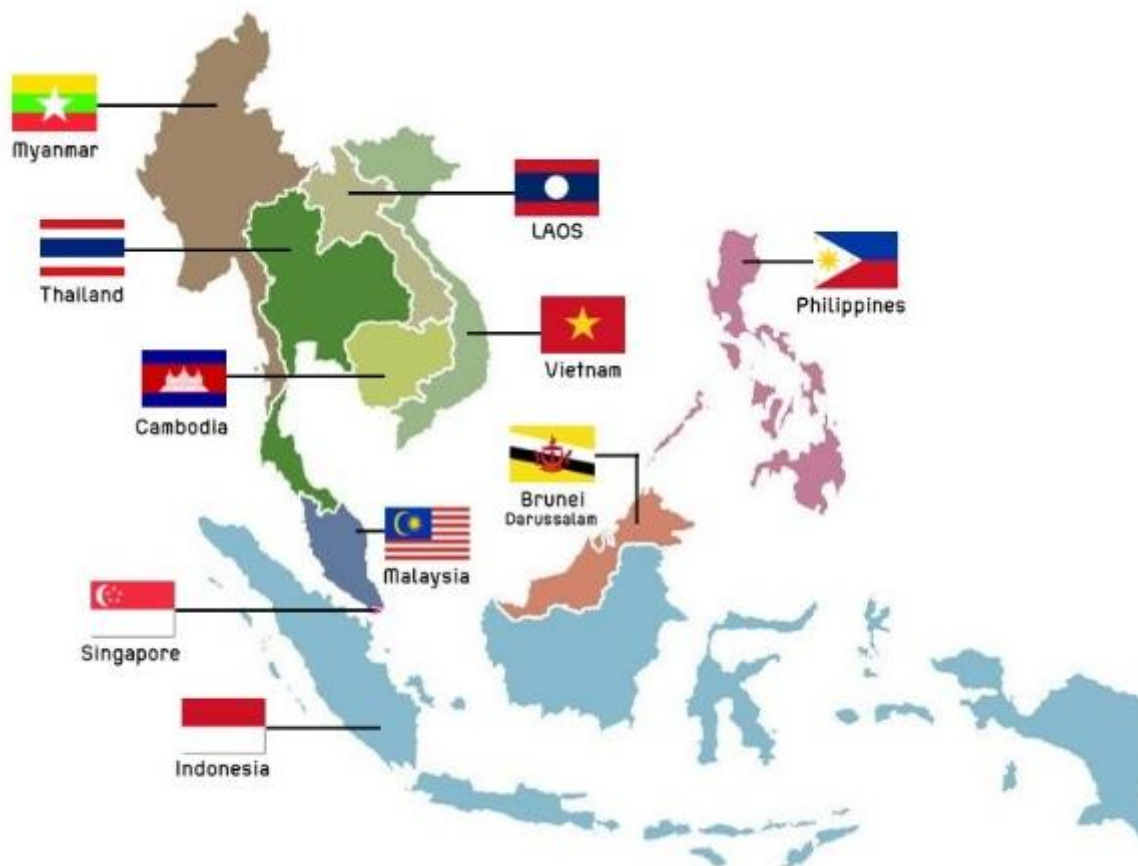 Myanmar
LAOS
Thailand
Philippines
Vietnam
Cambodia
Brunei
Darussalam
Malaysia
Singapore
Indonesia